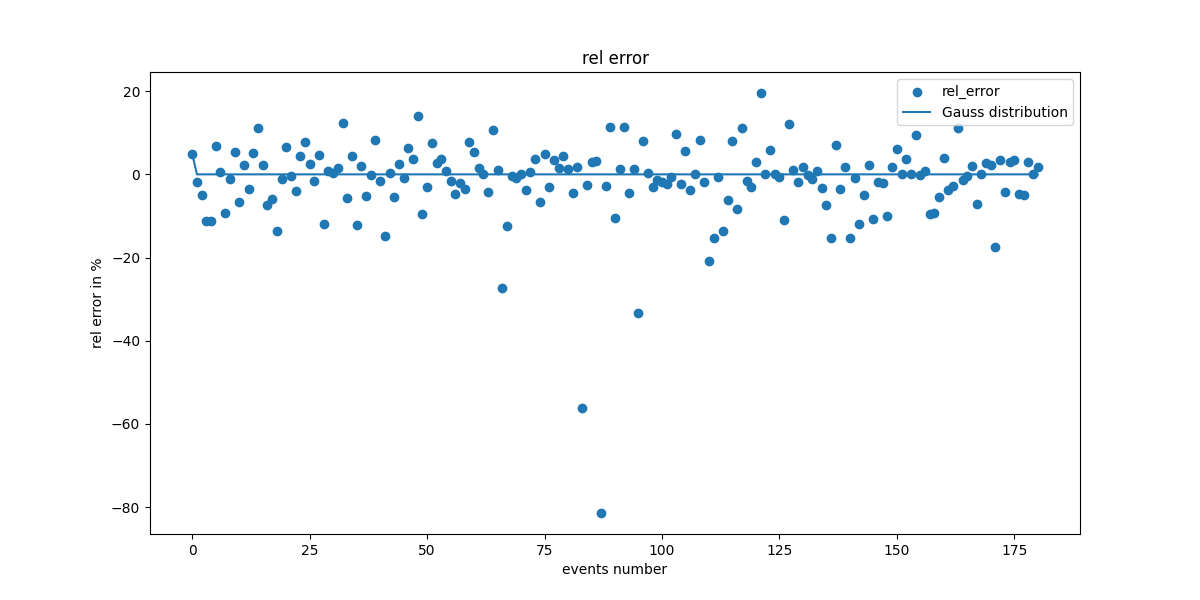 rel error
rel_error
Gauss distribution
20
0
−20
−40
−60
−80
rel error in %
0 25 50 75 100 125 150 175
events number